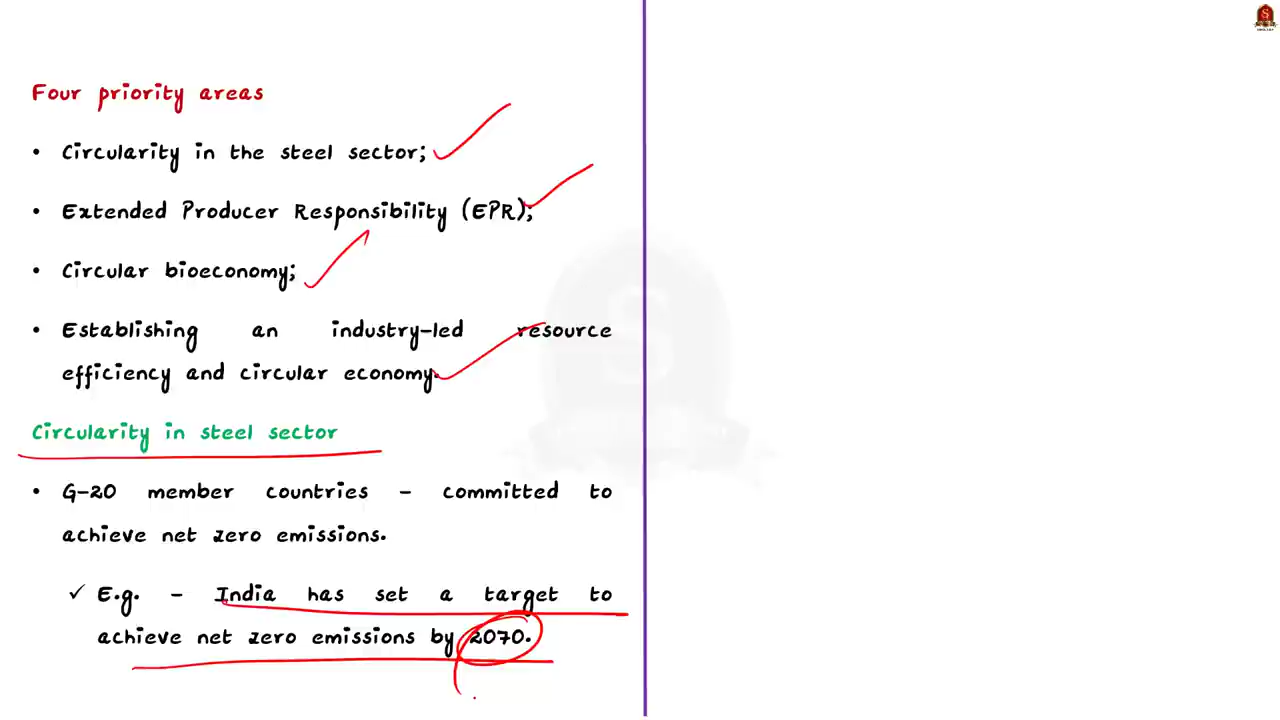 Four priority areas
• Circularity in the steel sector;
• Extended Producer Responsibility (EPR);
• Circular bioeconomy;
• Establishing an industry-led resource
efficiency and circular economy.
Circularity in steel sector
• G-20 member countries - committed to
achieve net zero emissions.
✓ E.g. - India has set a target to
achieve net zero emissions by 2070.